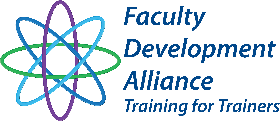 Faculty
Development
Alliance
Training for Trainers